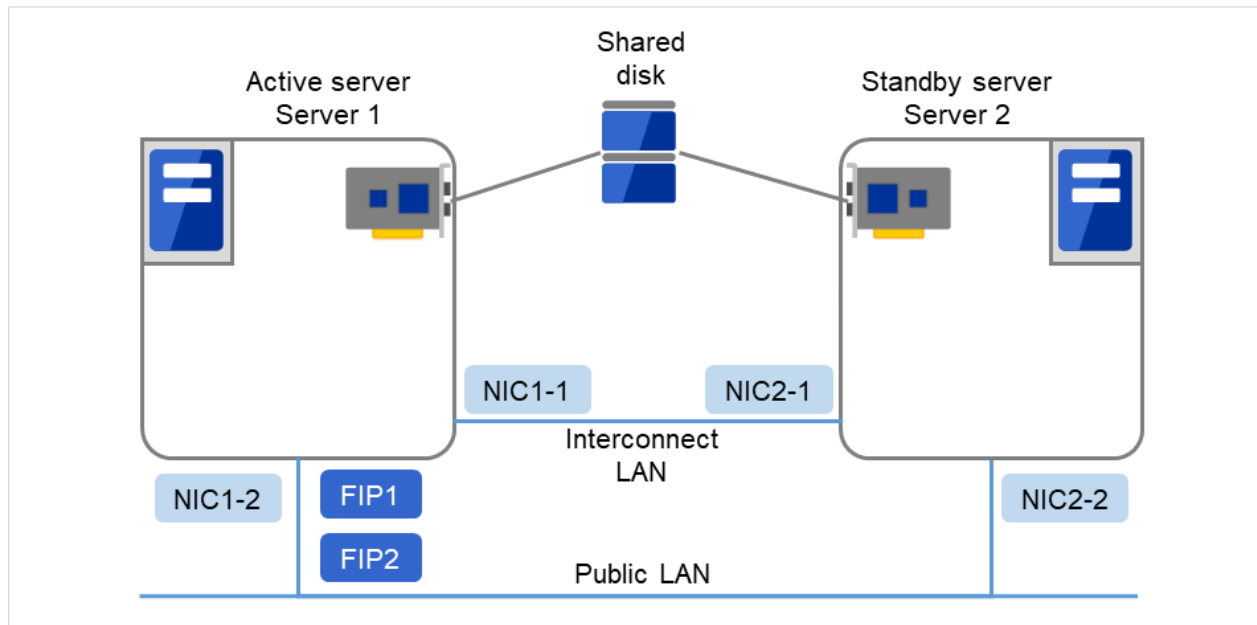 Shared
disk
Active server
Server 1
Standby server
Server 2
NIC1-1
NIC2-1
Interconnect
LAN
NIC1-2
FIP1
NIC2-2
FIP2
Public LAN